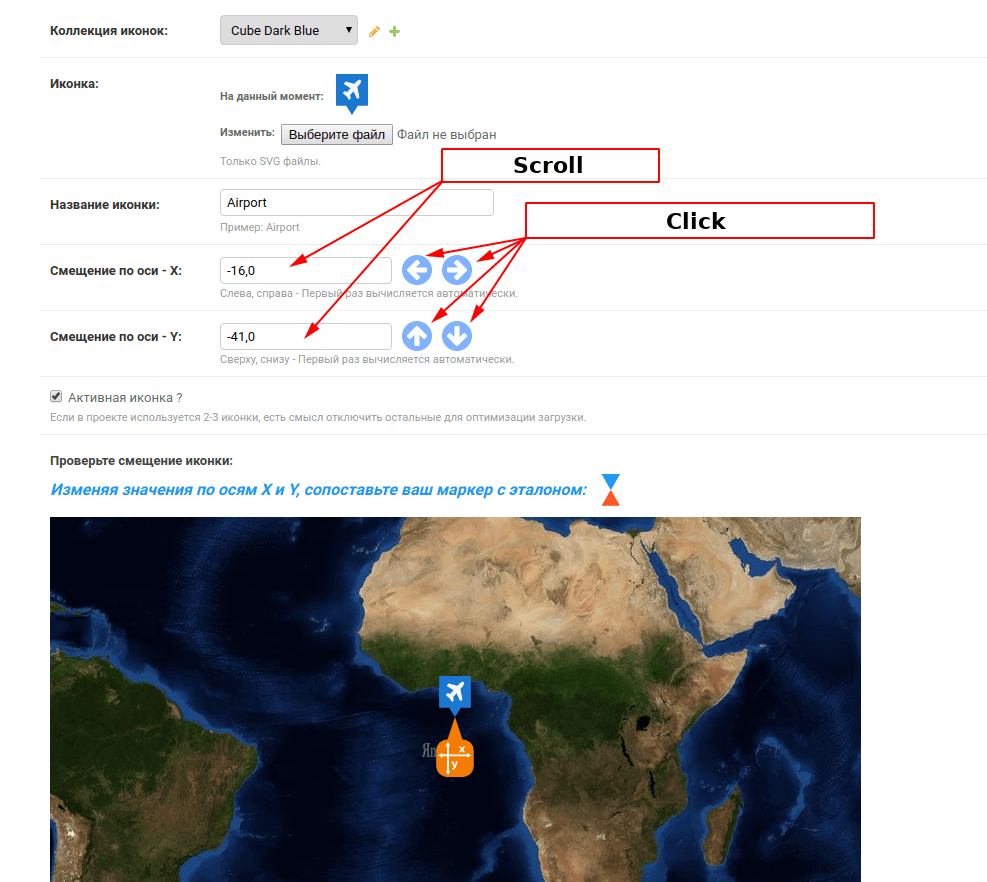 Коллекция иконок: Cube Dark Blue
Иконка:
На данный момент:
Изменить: Выберите файл Файл не выбран
Только SVG файлы.
Scroll
Название иконки: Airport
Пример: Airport
Click
Смещение по оси - X: -16,0
Слева, справа - Первый раз вычисляется автоматически.
Смещение по оси - Y: -41,0
Сверху, снизу - Первый раз вычисляется автоматически.
Активная иконка ?
Если в проекте используется 2-3 иконки, есть смысл отключить остальные для оптимизации загрузки.
Проверьте смещение иконки:
Изменяя значения по осям X и Y, сопоставьте ваш маркер с эталоном:
x
y